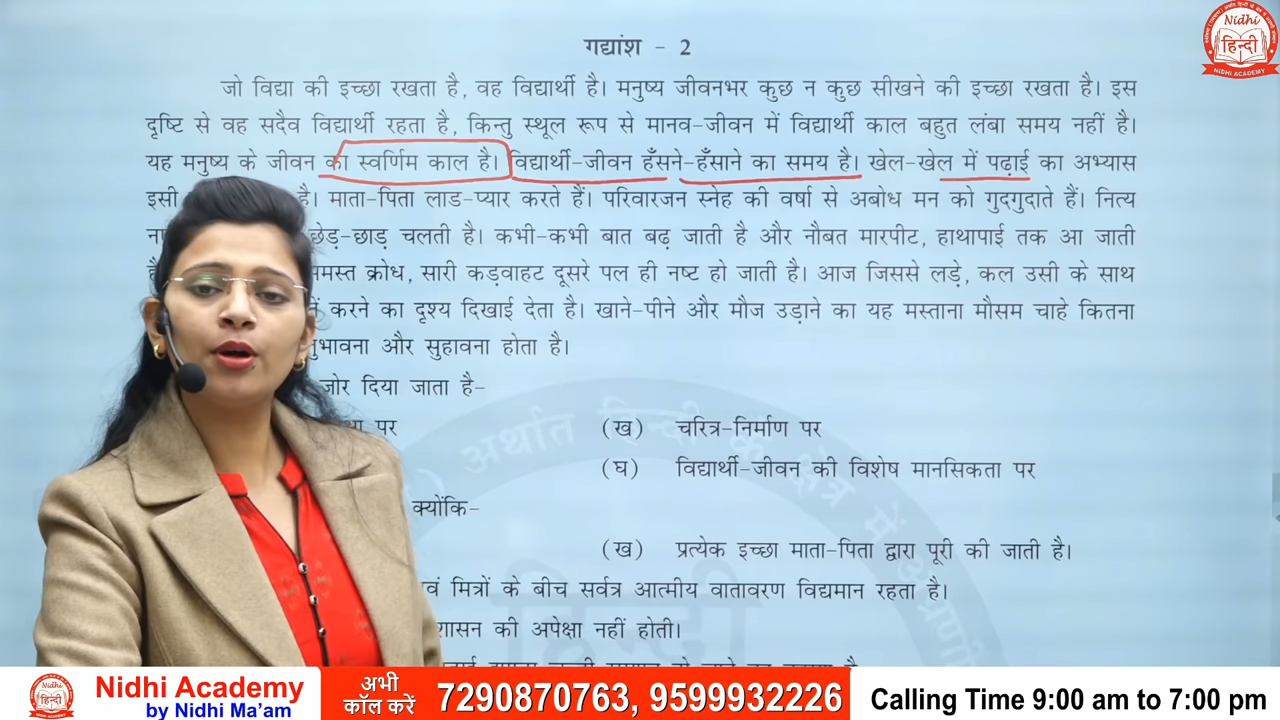 गद्यांश - 2
जो विद्या की इच्छा रखता है, वह विद्यार्थी है। मनुष्य जीवनभर कुछ न कुछ सीखने की इच्छा रखता है। इस
दृष्टि से वह सदैव विद्यार्थी रहता है, किन्तु स्थूल रूप से मानव-जीवन में विद्यार्थी काल बहुत लंबा समय नहीं है।
यह मनुष्य के जीवन का स्वर्णिम काल है। विद्यार्थी-जीवन हँसने-हँसाने का समय है। खेल-खेल में पढ़ाई का अभ्यास
इसी है। माता-पिता लाड-प्यार करते हैं। परिवारजन स्नेह की वर्षा से अबोध मन को गुदगुदाते हैं। नित्य
छेड़-छाड़ चलती है। कभी-कभी बात बढ़ जाती है और नौबत मारपीट, हाथापाई तक आ जाती
समस्त क्रोध, सारी कड़वाहट दूसरे पल ही नष्ट हो जाती है। आज जिससे लड़े, कल उसी के साथ
करने का दृश्य दिखाई देता है। खाने-पीने और मौज उड़ाने का यह मस्ताना मौसम चाहे कितना
और सुहावना होता है।
जोर दिया जाता है-
पर (ख) चरित्र-निर्माण पर
(घ) विद्यार्थी-जीवन की विशेष मानसिकता पर
क्योंकि-
(ख) प्रत्येक इच्छा माता-पिता द्वारा पूरी की जाती है।
मित्रों के बीच सर्वत्र आत्मीय वातावरण विद्यमान रहता है।
की अपेक्षा नहीं होती।
Nidhi
हिन्दी
NIDHI ACADEMY
Nidhi Academy
by Nidhi Ma'am
अभी
कॉल करें
7290870763, 9599932226
Calling Time 9:00 am to 7:00 pm